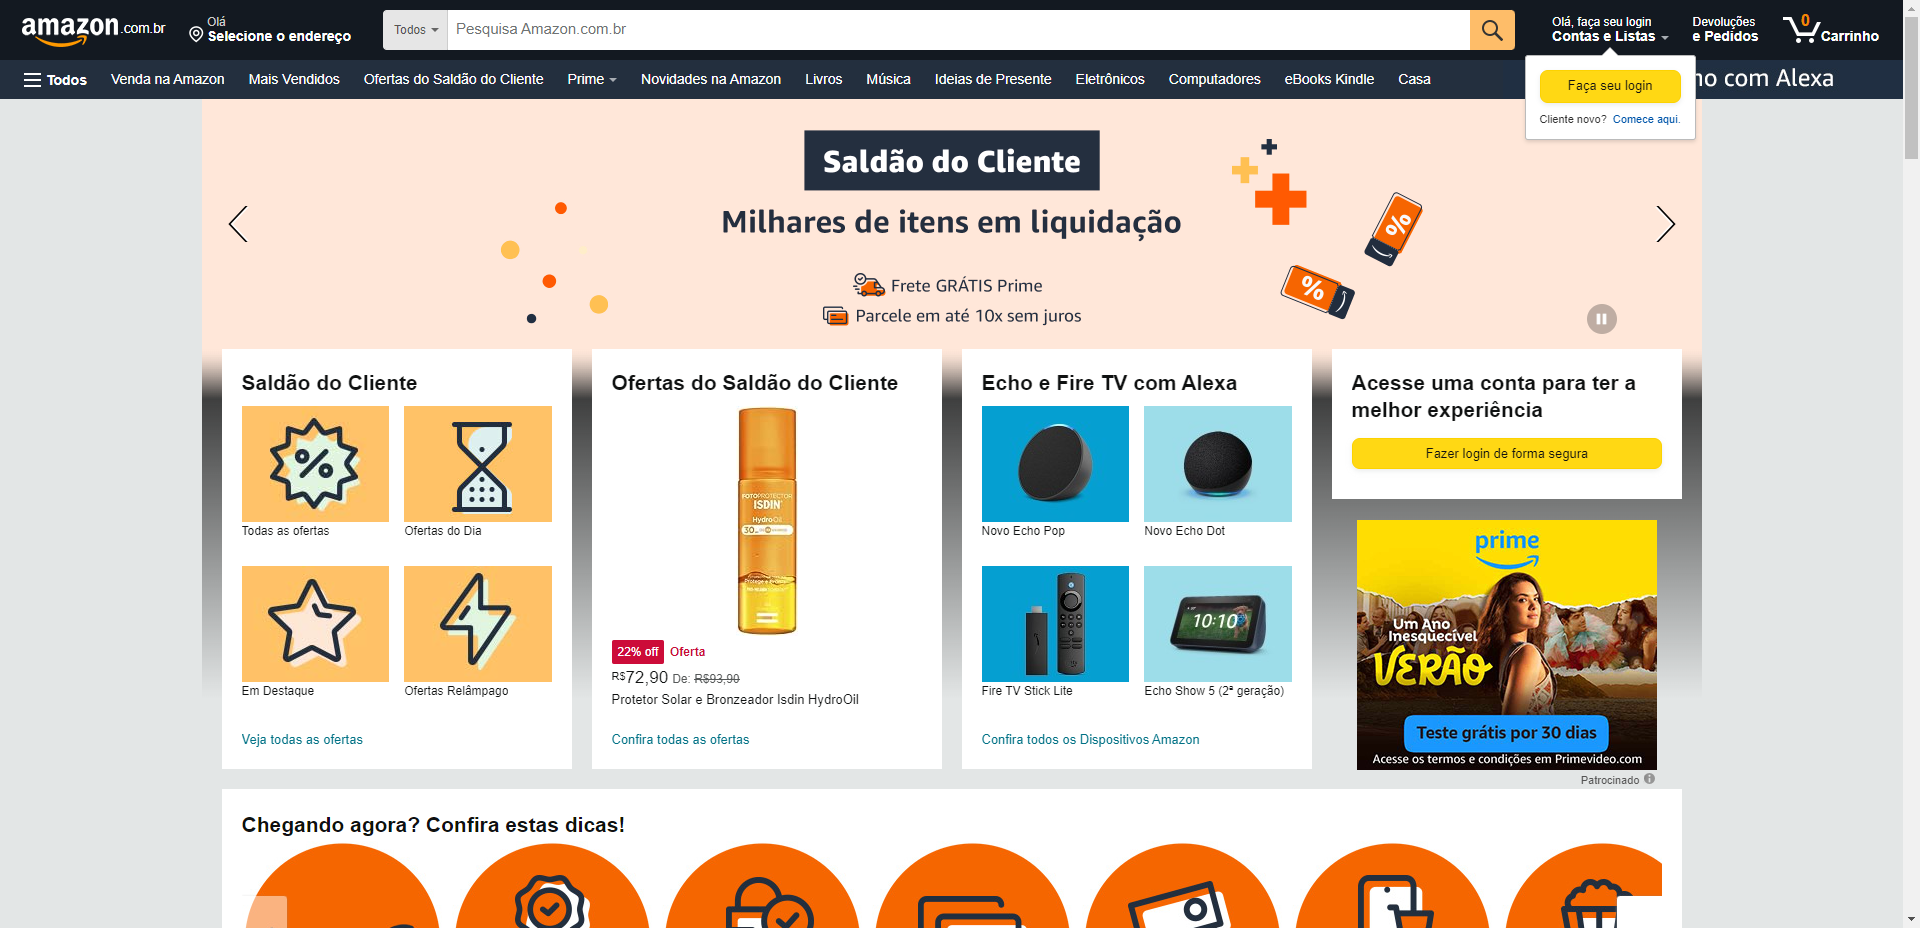 amazon.com.br
Olá
Selecione o endereço
Todos
Pesquisa Amazon.com.br
Olá, faça seu login
Contas e Listas
Devoluções
e Pedidos
0
Carrinho
Todos
Venda na Amazon
Mais Vendidos
Ofertas do Saldão do Cliente
Prime
Novidades na Amazon
Livros
Música
Ideias de Presente
Eletrônicos
Computadores
eBooks Kindle
Casa
ho com Alexa
Faça seu login
Cliente novo? Comece aqui.
Saldão do Cliente
Milhares de itens em liquidação
Frete GRÁTIS Prime
Parcele em até 10x sem juros
%
%
Saldão do Cliente
Todas as ofertas
Ofertas do Dia
Em Destaque
Ofertas Relâmpago
Veja todas as ofertas
Ofertas do Saldão do Cliente
FOTOPROTECTOR
ISDIN
HydroOil
30
22% off Oferta
R$72,90 De: R$93,90
Protetor Solar e Bronzeador Isdin HydroOil
Confira todas as ofertas
Echo e Fire TV com Alexa
Novo Echo Pop
Novo Echo Dot
10:10
Fire TV Stick Lite
Echo Show 5 (2ª geração)
Confira todos os Dispositivos Amazon
Acesse uma conta para ter a
melhor experiência
Fazer login de forma segura
prime
Um Ano
Inesquecível
VERÃO
Teste grátis por 30 dias
Acesse os termos e condições em Primevideo.com
Patrocinado
Chegando agora? Confira estas dicas!